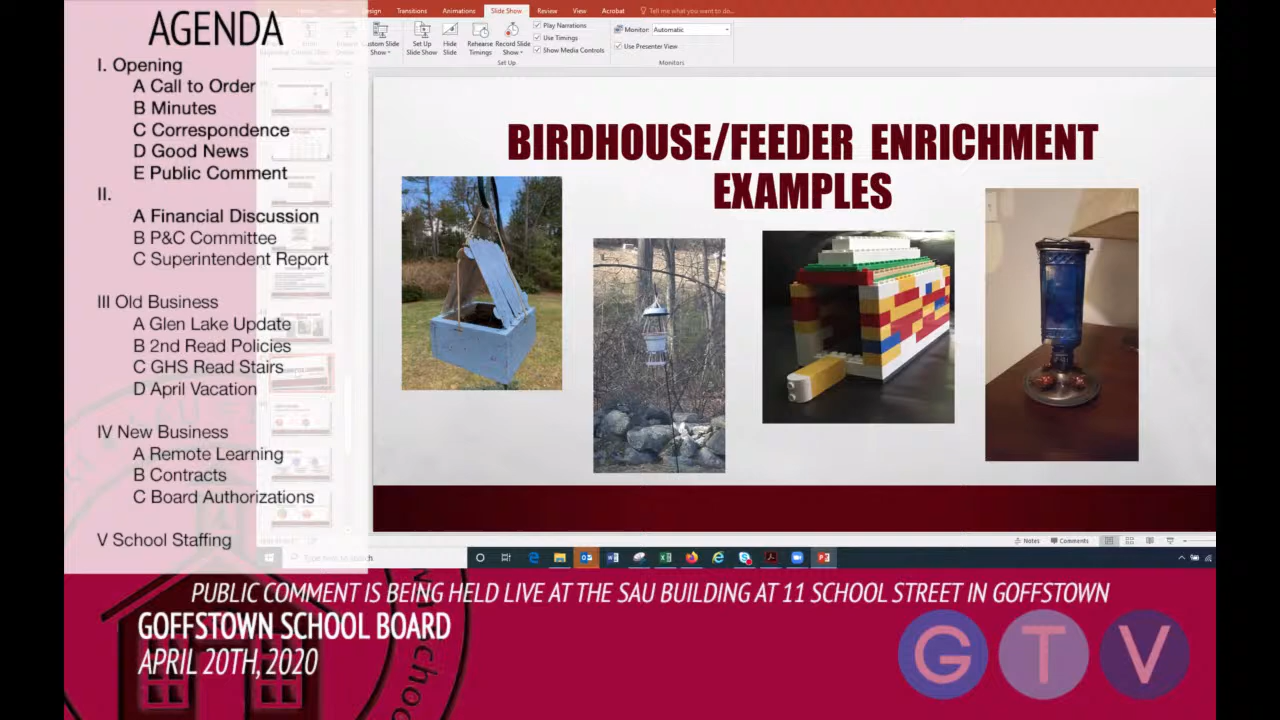 AGENDA
I. Opening
A Call to Order
B Minutes
C Correspondence
D Good News
E Public Comment
II.
A Financial Discussion
B P&C Committee
C Superintendent Report
III Old Business
A Glen Lake Update
B 2nd Read Policies
C GHS Read Stairs
D April Vacation
IV New Business
A Remote Learning
B Contracts
C Board Authorizations
V School Staffing
Transitions Animations Slide Show Review View Acrobat Tell me what you want to do...
Custom Slide Show
Set Up Slide Show
Hide Slide
Rehearse Timings
Record Slide Show
Play Narrations
Use Timings
Show Media Controls
Set Up
Monitor: Automatic
Use Presenter View
Monitors
BIRDHOUSE/FEEDER ENRICHMENT
EXAMPLES
Notes Comments
PUBLIC COMMENT IS BEING HELD LIVE AT THE SAU BUILDING AT 11 SCHOOL STREET IN GOFFSTOWN
GOFFSTOWN SCHOOL BOARD
APRIL 20TH, 2020
GTV